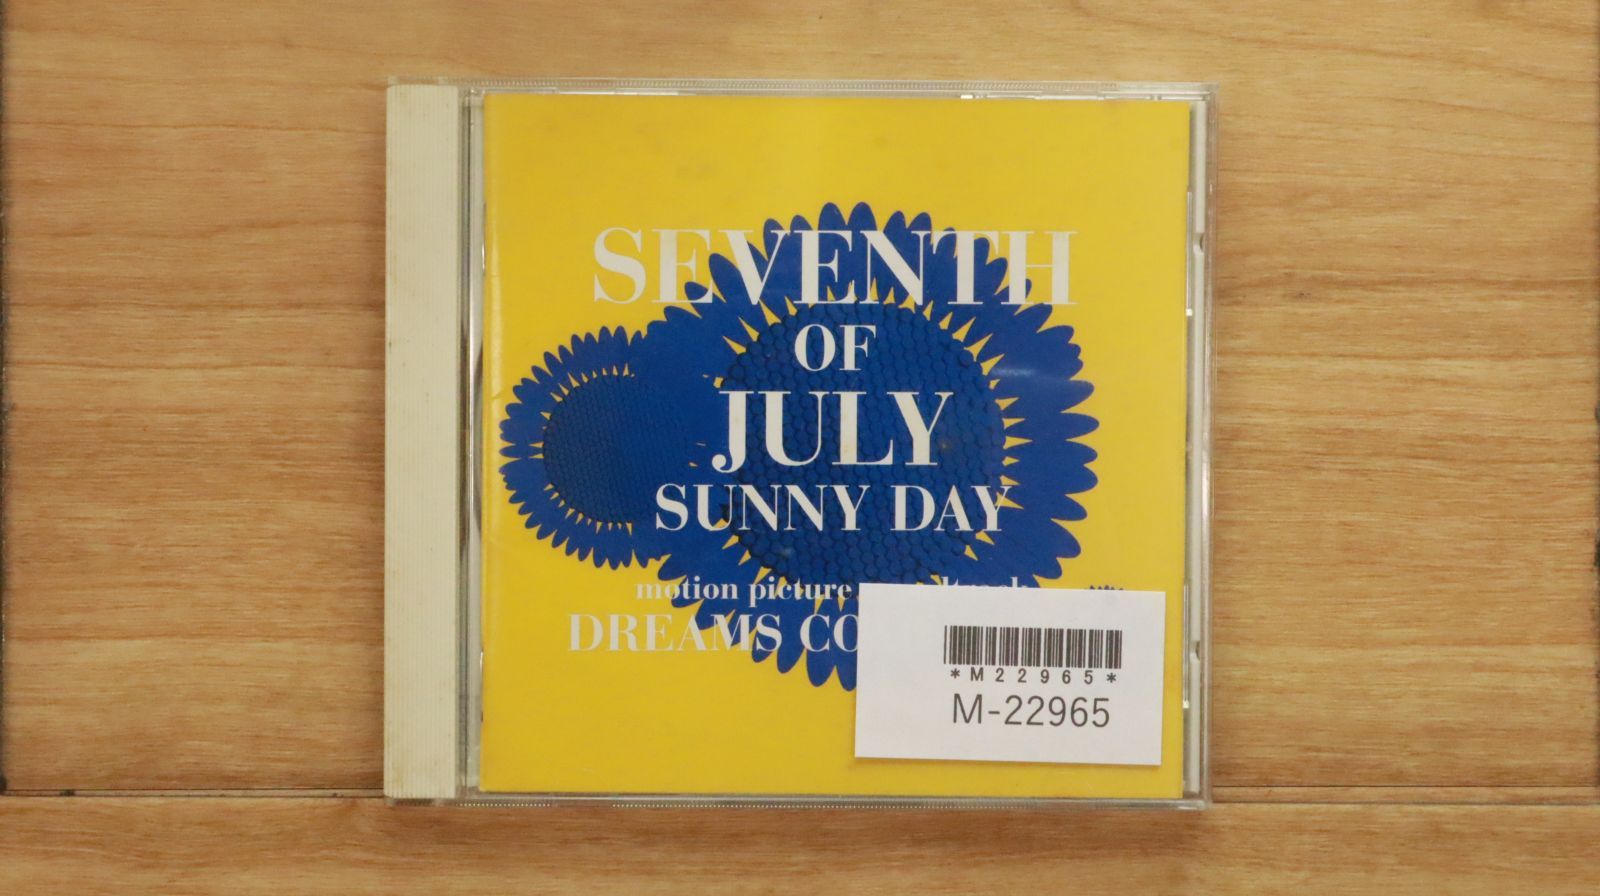 SEVENTH
OF
JULY
SUNNY DAY
motion picture
DREAMS CO
*M22965*
M-22965